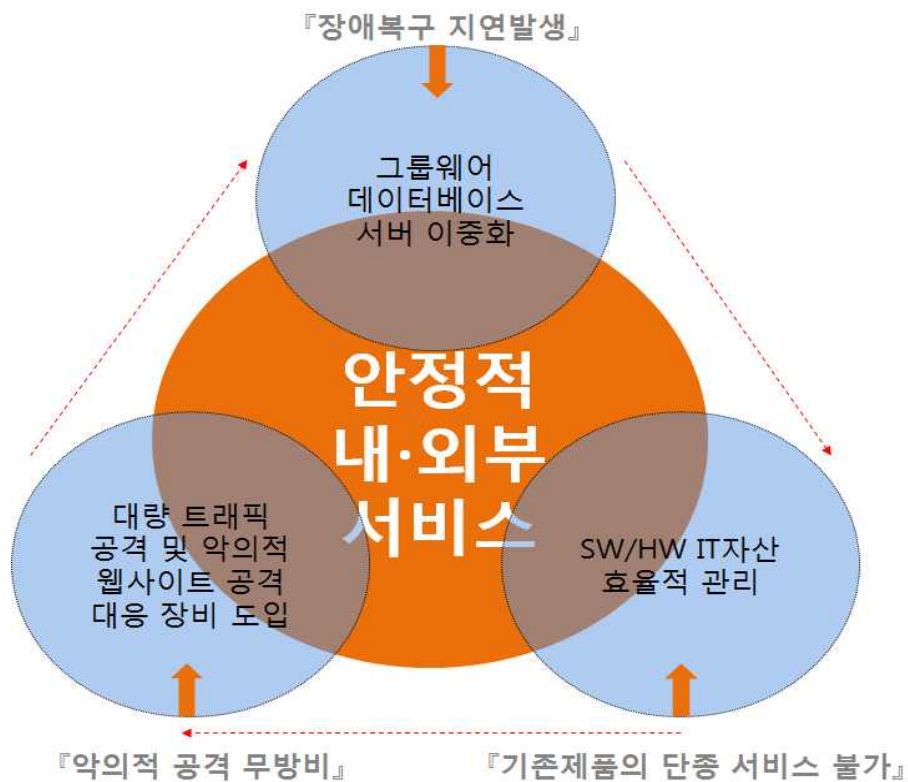 『장애복구 지연발생』
그룹웨어
데이터베이스
서버 이중화
안정적
내·외부
서비스
대량 트래픽
공격 및 악의적
웹사이트 공격
대응 장비 도입
SW/HW IT자산
효율적 관리
『악의적 공격 무방비』
『기존제품의 단종 서비스 불가』